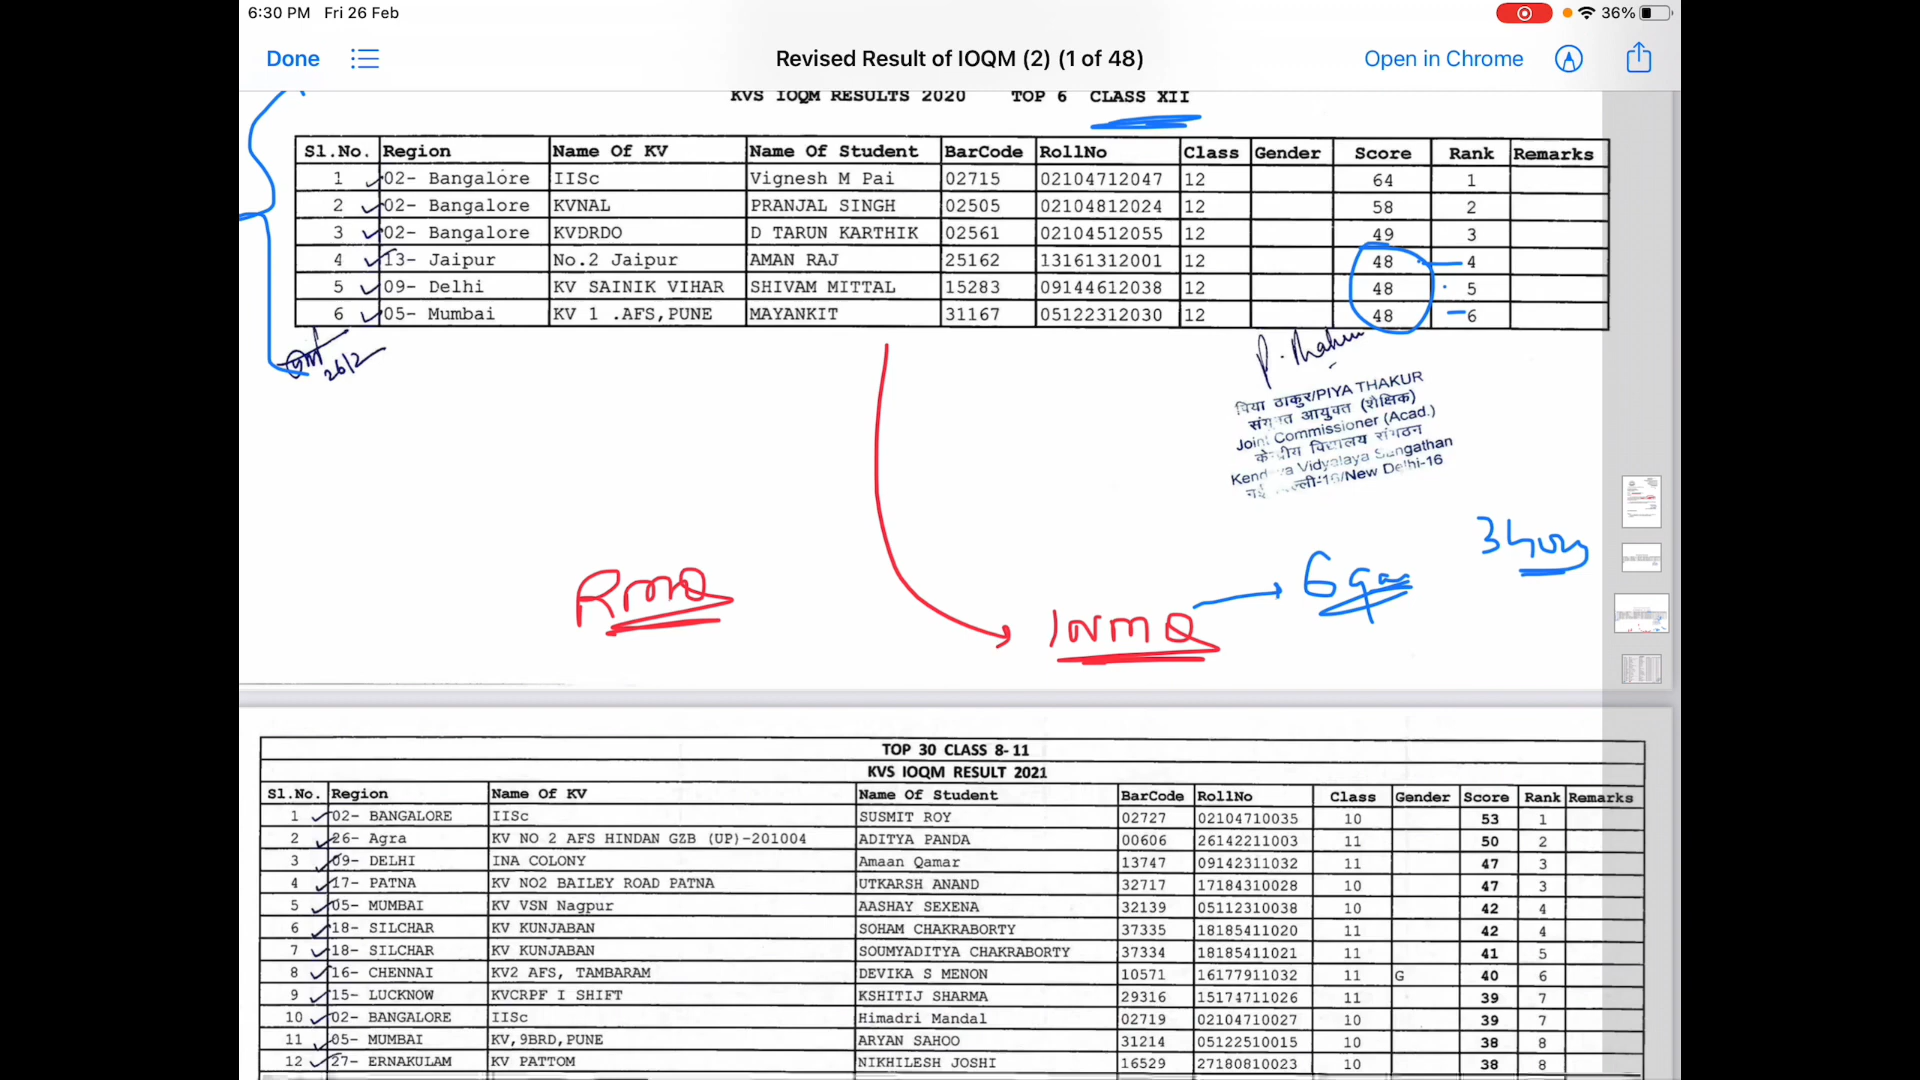 6:30 PM Fri 26 Feb
36%
Done
Revised Result of IOQM (2) (1 of 48)
Open in Chrome
KVS IOQM RESULTS 2020 TOP 6 CLASS XII
Sl.No. Region Name Of KV Name Of Student BarCode RollNo Class Gender Score Rank Remarks
1 02- Bangalore IISc Vignesh M Pai 02715 02104712047 12 64 1
2 02- Bangalore KVNAL PRANJAL SINGH 02505 02104812024 12 58 2
3 02- Bangalore KVDRDO D TARUN KARTHIK 02561 02104512055 12 49 3
4 13- Jaipur No.2 Jaipur AMAN RAJ 25162 13161312001 12 48 4
5 09- Delhi KV SAINIK VIHAR SHIVAM MITTAL 15283 09144612038 12 48 5
6 05- Mumbai KV 1 .AFS,PUNE MAYANKIT 31167 05122312030 12 48 6
26/2
P. Thakur
पिया ठाकुर/PIYA THAKUR
संयुक्त आयुक्त (शैक्षिक)
Joint Commissioner (Acad.)
केन्द्रीय विद्यालय संगठन
Kendriya Vidyalaya Sangathan
नई दिल्ली-16/New Delhi-16
3 hours
RMO
INMO
6 Ques
TOP 30 CLASS 8-11
KVS IOQM RESULT 2021
Sl.No. Region Name Of KV Name Of Student BarCode RollNo Class Gender Score Rank Remarks
1 02- BANGALORE IISc SUSMIT ROY 02727 02104710035 10 53 1
2 26- Agra KV NO 2 AFS HINDAN GZB (UP)-201004 ADITYA PANDA 00606 26142211003 11 50 2
3 09- DELHI INA COLONY Amaan Qamar 13747 09142311032 11 47 3
4 17- PATNA KV NO2 BAILEY ROAD PATNA UTKARSH ANAND 32717 17184310028 10 47 3
5 05- MUMBAI KV VSN Nagpur AASHAY SEXENA 32139 05112310038 10 42 4
6 18- SILCHAR KV KUNJABAN SOHAM CHAKRABORTY 37335 18185411020 11 42 4
7 18- SILCHAR KV KUNJABAN SOUMYADITYA CHAKRABORTY 37334 18185411021 11 41 5
8 16- CHENNAI KV2 AFS, TAMBARAM DEVIKA S MENON 10571 16177911032 11 G 40 6
9 15- LUCKNOW KVCRPF I SHIFT KSHITIJ SHARMA 29316 15174711026 11 39 7
10 02- BANGALORE IISc Himadri Mandal 02719 02104710027 10 39 7
11 05- MUMBAI KV,9BRD,PUNE ARYAN SAHOO 31214 05122510015 10 38 8
12 27- ERNAKULAM KV PATTOM NIKHILESH JOSHI 16529 27180810023 10 38 8